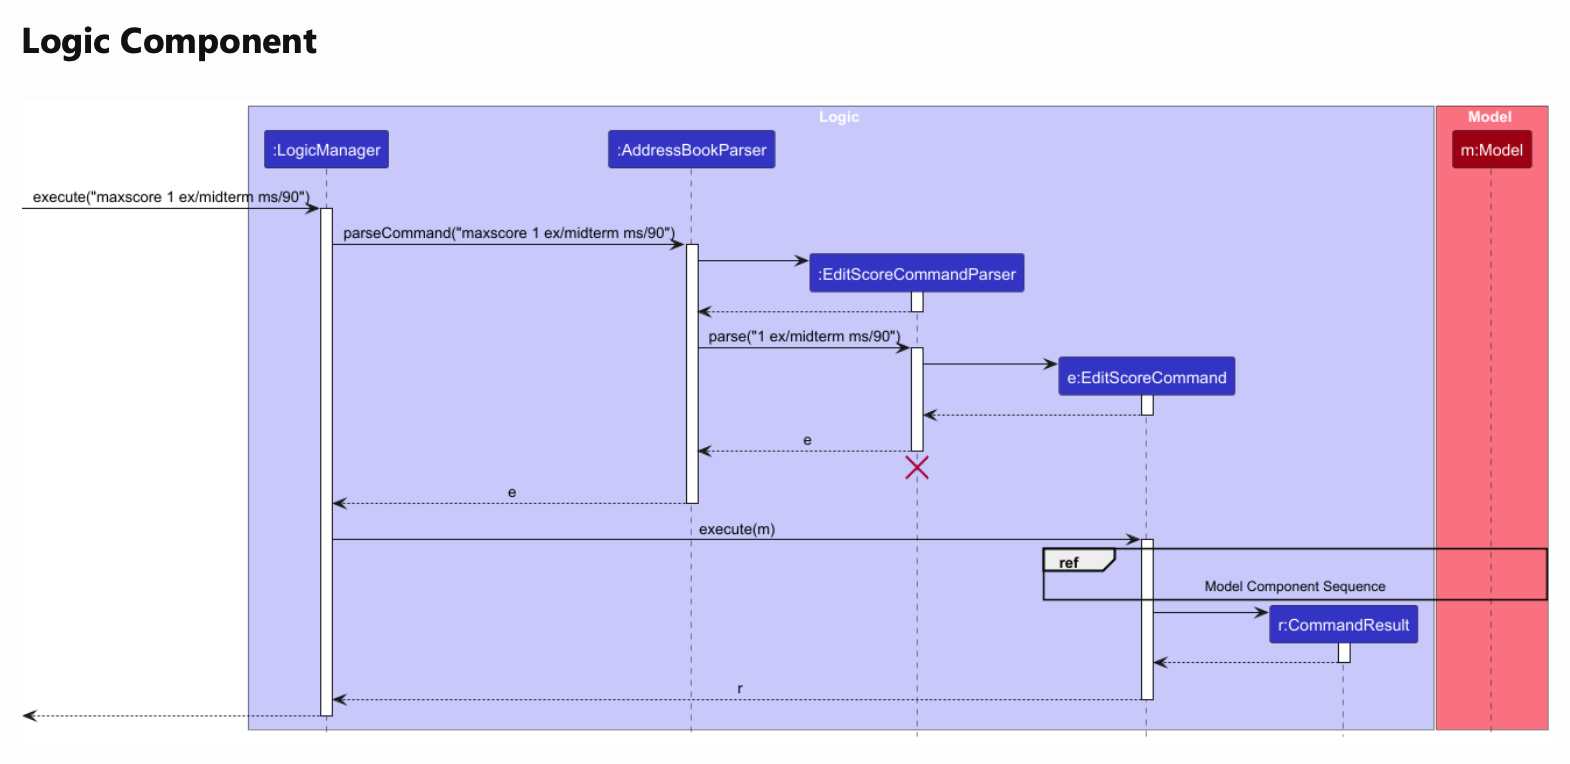 Logic Component
Logic
Model
:LogicManager
:AddressBookParser
m:Model
execute("maxscore 1 ex/midterm ms/90")
parseCommand("maxscore 1 ex/midterm ms/90")
:EditScoreCommandParser
parse("1 ex/midterm ms/90")
e:EditScoreCommand
e
e
execute(m)
ref
Model Component Sequence
r:CommandResult
r